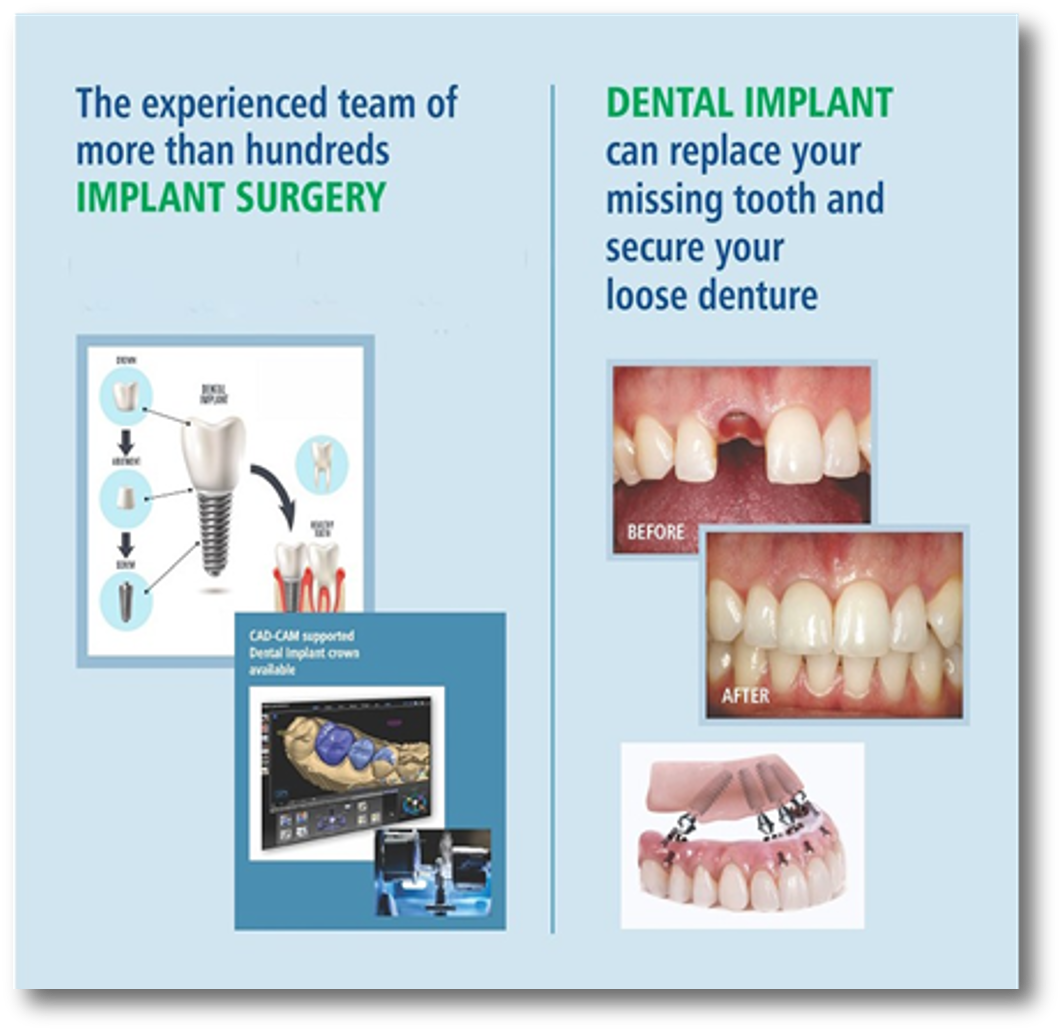 The experienced team of
more than hundreds
IMPLANT SURGERY
CROWN
DENTAL
IMPLANT
ABUTMENT
SCREW
HEALTHY
TOOTH
CAD-CAM supported
Dental Implant crown
available
DENTAL IMPLANT
can replace your
missing tooth and
secure your
loose denture
BEFORE
AFTER